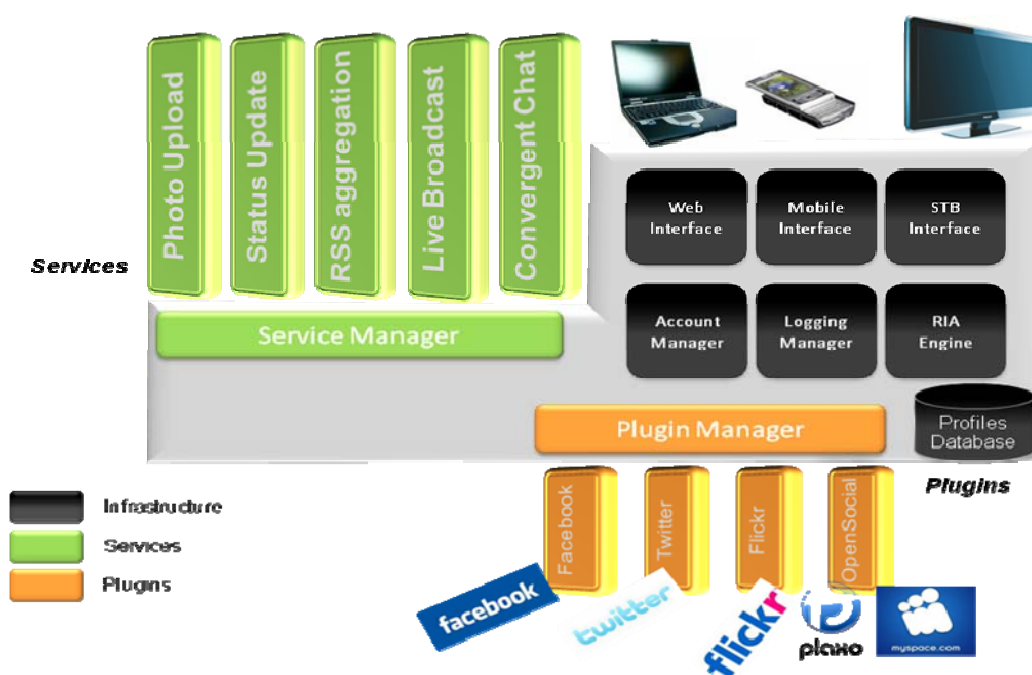 Photo Upload
Status Update
RSS aggregation
Live Broadcast
Convergent Chat
Services
Web
Interface
Mobile
Interface
STB
Interface
Account
Manager
Logging
Manager
RIA
Engine
Service Manager
Plugin Manager
Profiles
Database
Plugins
Facebook
Twitter
Flickr
OpenSocial
Infrastructure
Services
Plugins
facebook
twitter
flickr
plaxo
myspace.com